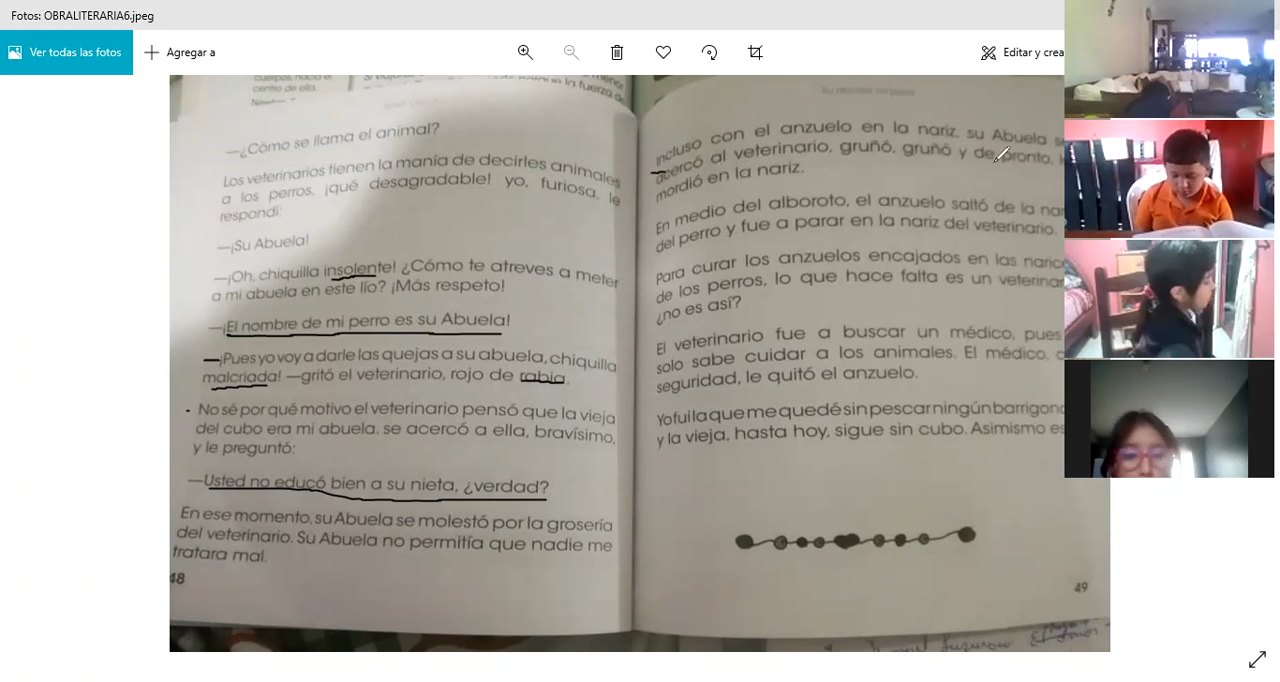 Fotos: OBRALITERARIA6.jpeg
Ver todas las fotos
Agregar a
Editar y crea
centro de ella.
—¿Cómo se llama el animal?
Los veterinarios tienen la manía de decirles animales
a los perros, ¡qué desagradable! yo, furiosa, le
respondí:
—¡Su Abuela!
—¡Oh, chiquilla insolente! ¿Cómo te atreves a meter
a mi abuela en este lío? ¡Más respeto!
—¡El nombre de mi perro es su Abuela!
—¡Pues yo voy a darle las quejas a su abuela, chiquilla
malcriada! —gritó el veterinario, rojo de rabia.
No sé por qué motivo el veterinario pensó que la vieja
del cubo era mi abuela, se acercó a ella, bravísimo,
y le preguntó:
—Usted no educó bien a su nieta, ¿verdad?
En ese momento, su Abuela se molestó por la grosería
del veterinario. Su Abuela no permitía que nadie me
tratara mal.
48
Incluso con el anzuelo en la nariz, su Abuela se
acercó al veterinario, gruñó, gruñó y de pronto, l
mordió en la nariz.
En medio del alboroto, el anzuelo saltó de la nar
del perro y fue a parar en la nariz del veterinario.
Para curar los anzuelos encajados en las naric
de los perros, lo que hace falta es un veterinar
¿no es así?
El veterinario fue a buscar un médico, pues
solo sabe cuidar a los animales. El médico, c
seguridad, le quitó el anzuelo.
Yo fui la que me quedé sin pescar ningún barrigon
y la vieja, hasta hoy, sigue sin cubo. Asimismo es
49